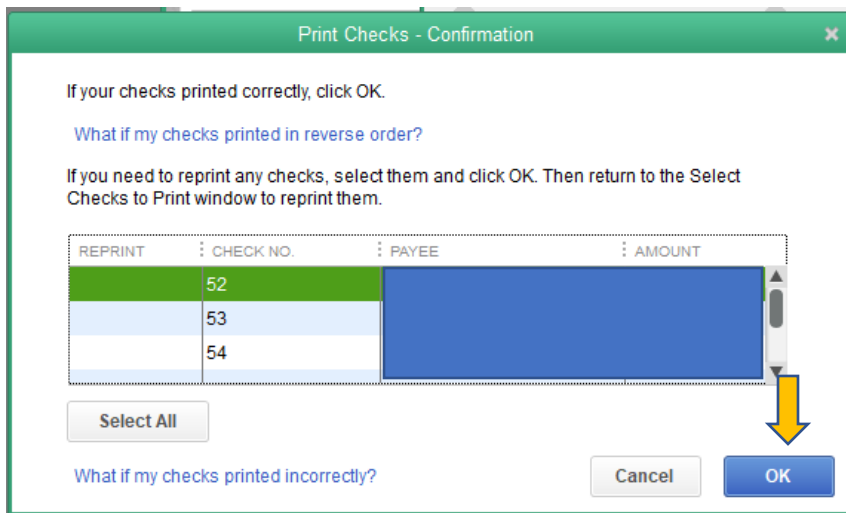 Print Checks - Confirmation
If your checks printed correctly, click OK.
What if my checks printed in reverse order?
If you need to reprint any checks, select them and click OK. Then return to the Select
Checks to Print window to reprint them.
REPRINT CHECK NO. PAYEE AMOUNT
52
53
54
Select All
What if my checks printed incorrectly? Cancel OK